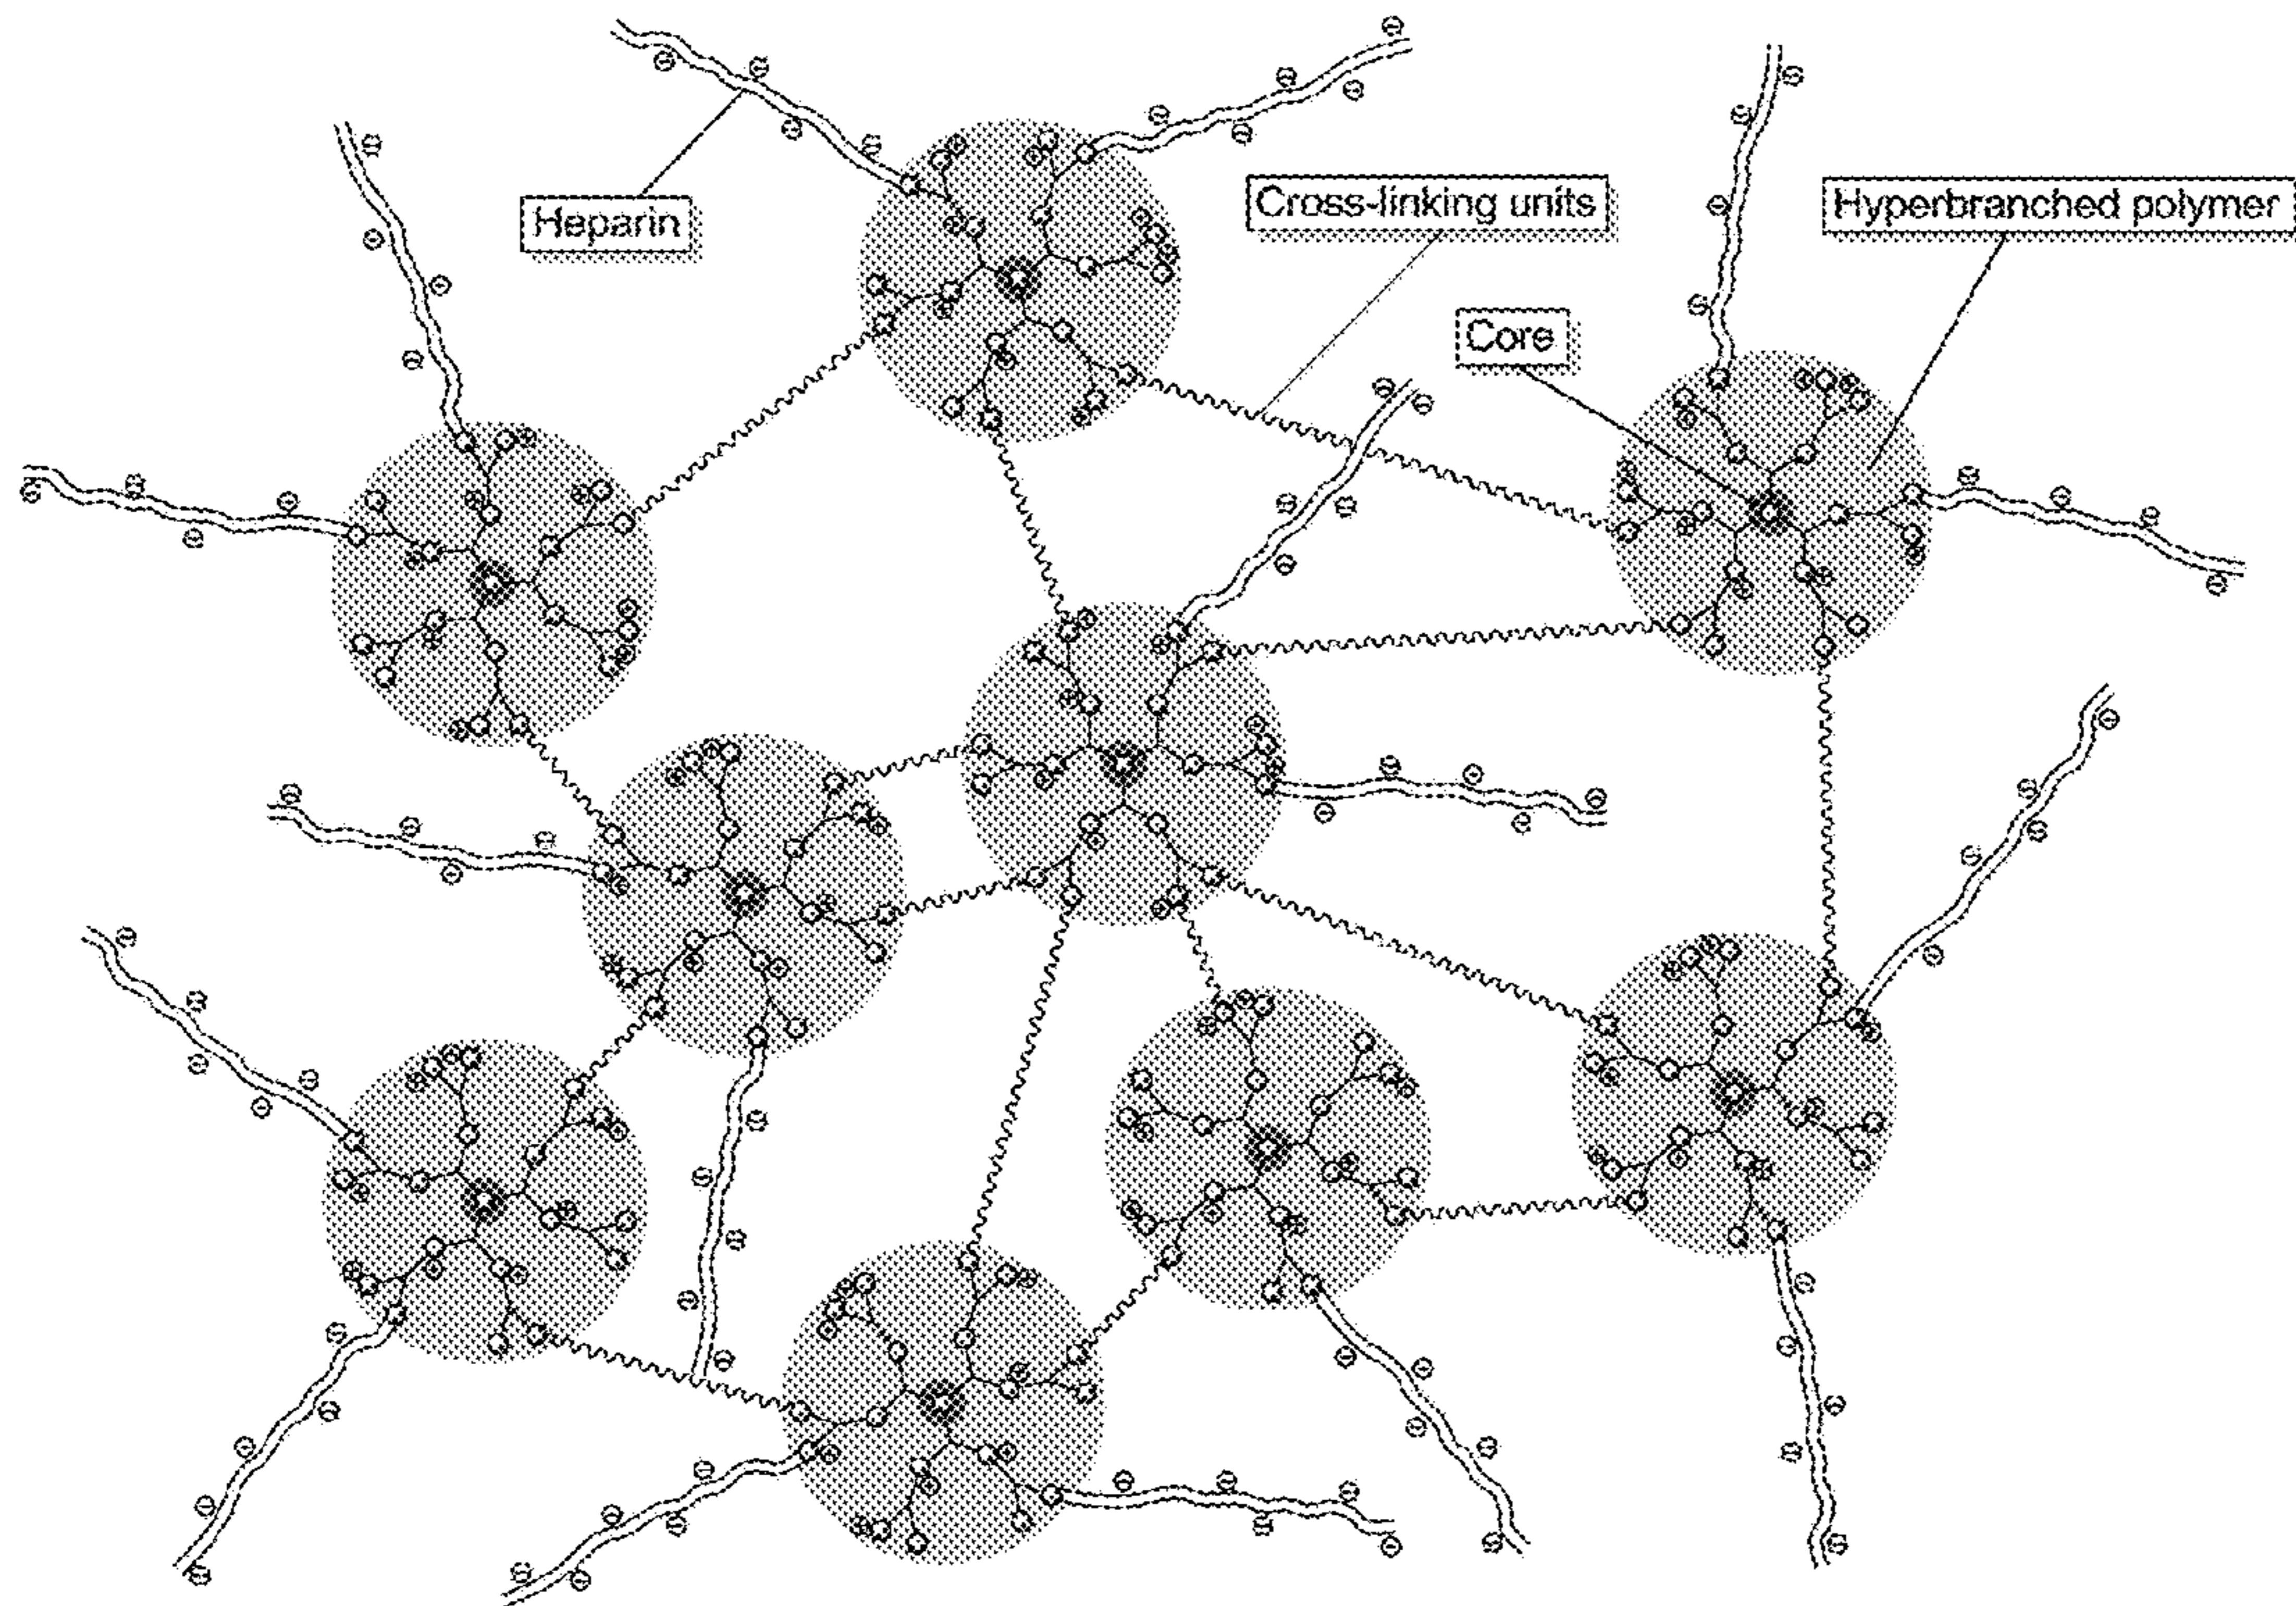 Heparin
Cross-linking units
Hyperbranched polymer
Core